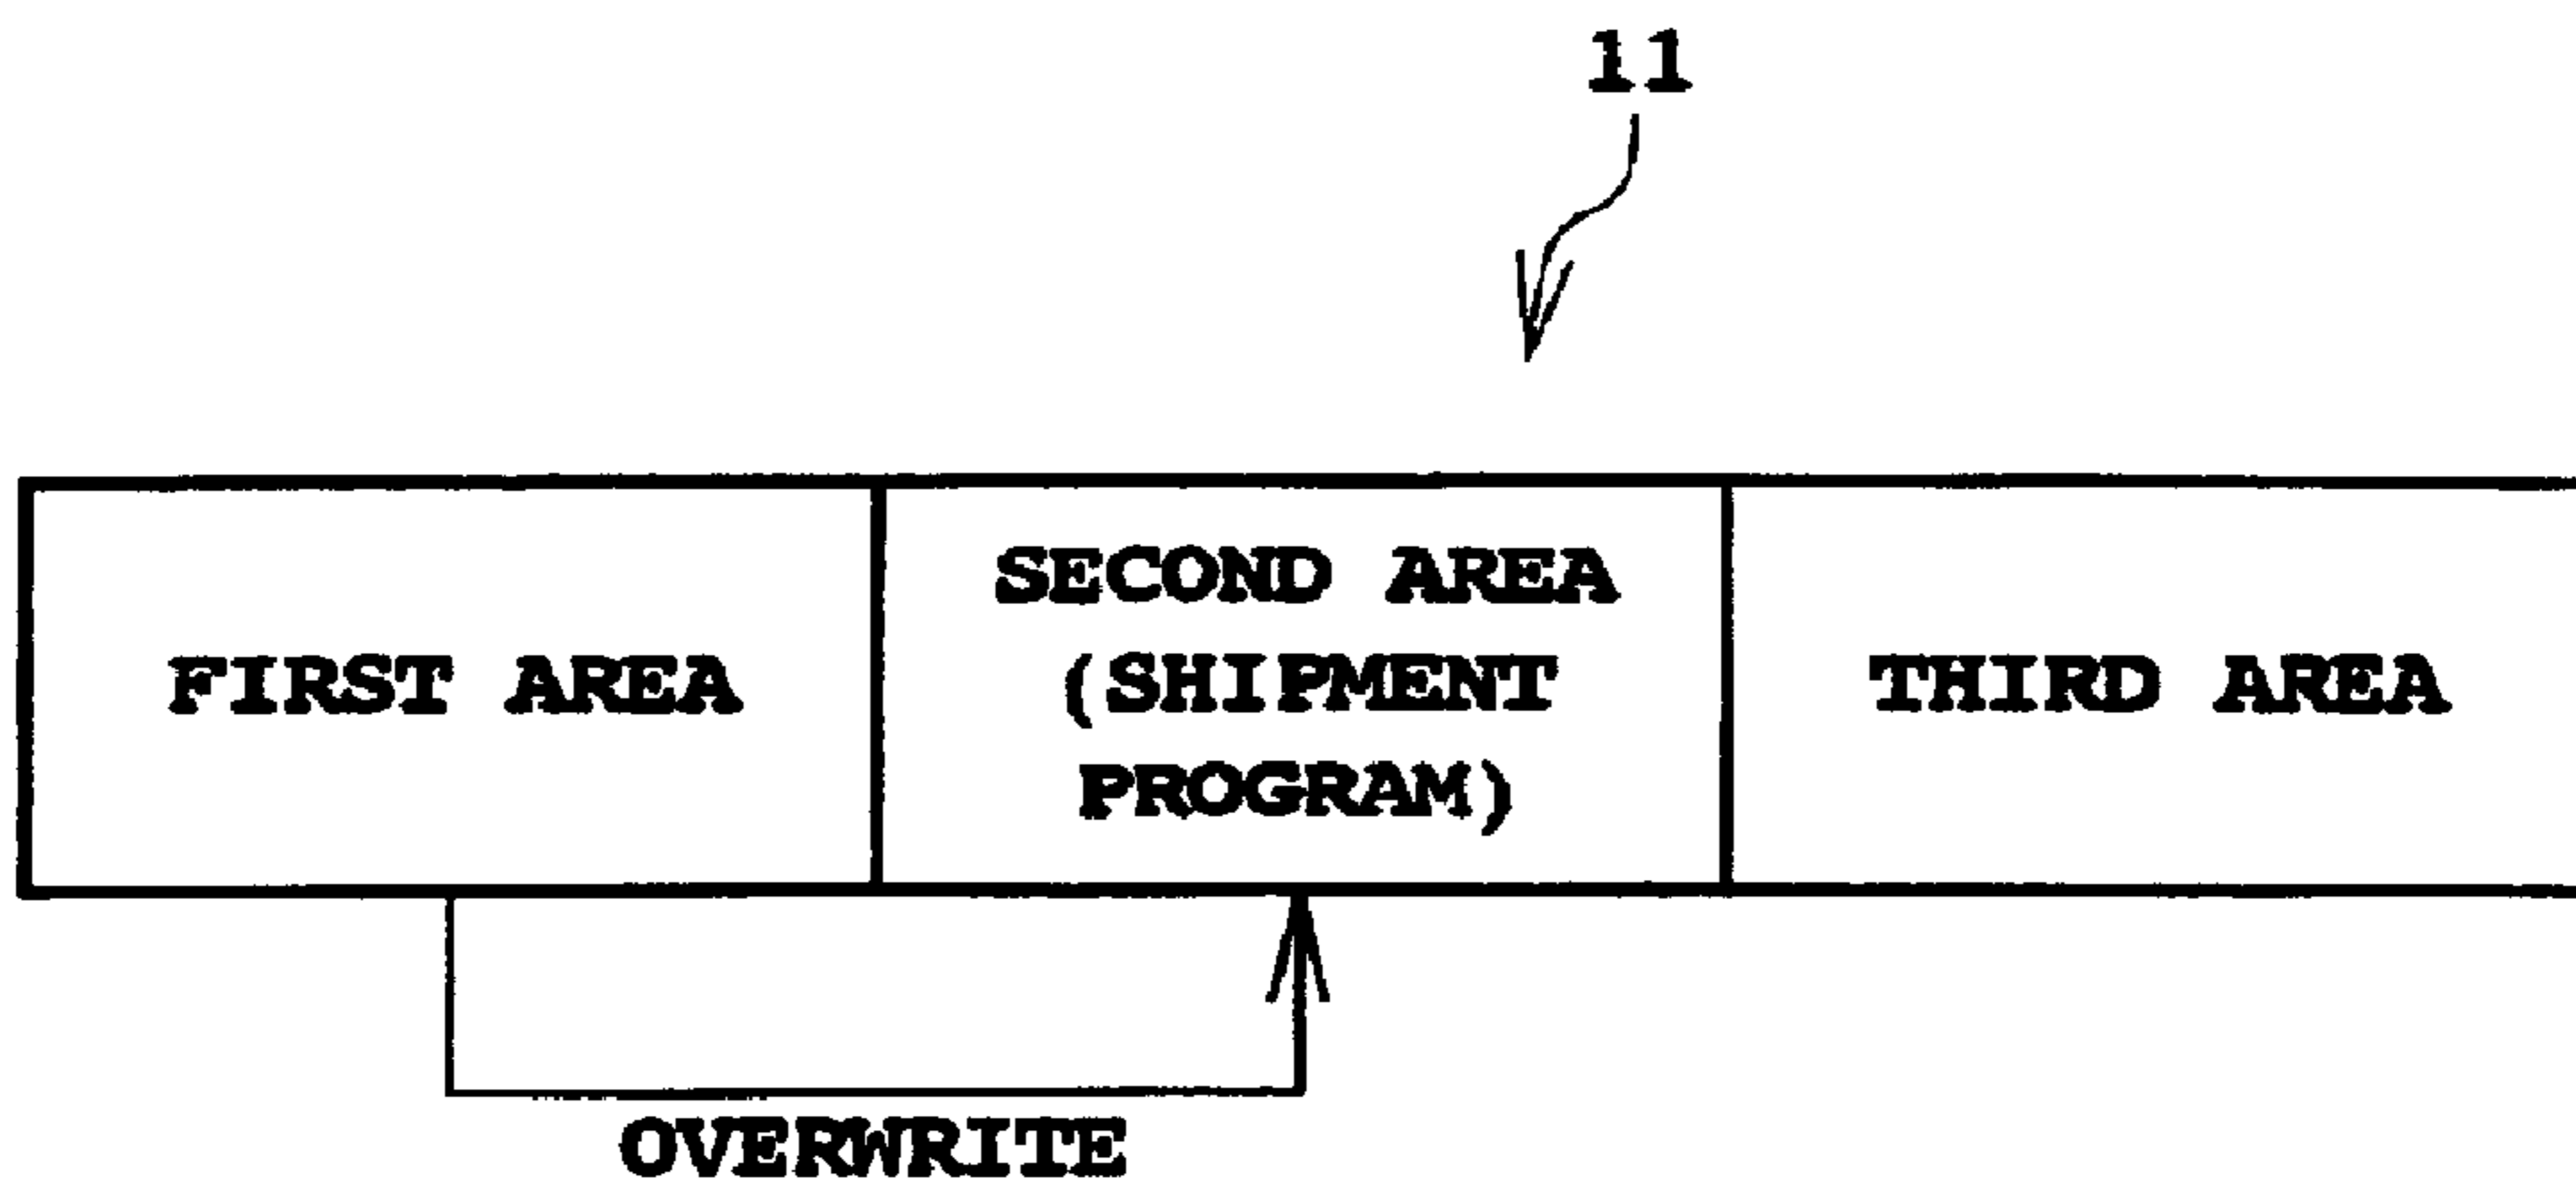 11
FIRST AREA
SECOND AREA
(SHIPMENT
PROGRAM)
THIRD AREA
OVERWRITE